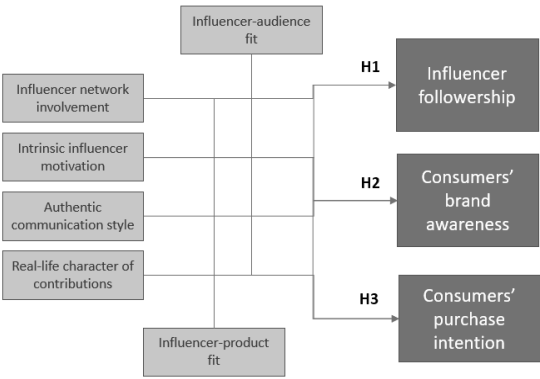 Influencer-audience
fit
Influencer network
involvement
Intrinsic influencer
motivation
Authentic
communication style
Real-life character of
contributions
Influencer-product
fit
H1
Influencer
followership
H2
Consumers'
brand
awareness
H3
Consumers'
purchase
intention